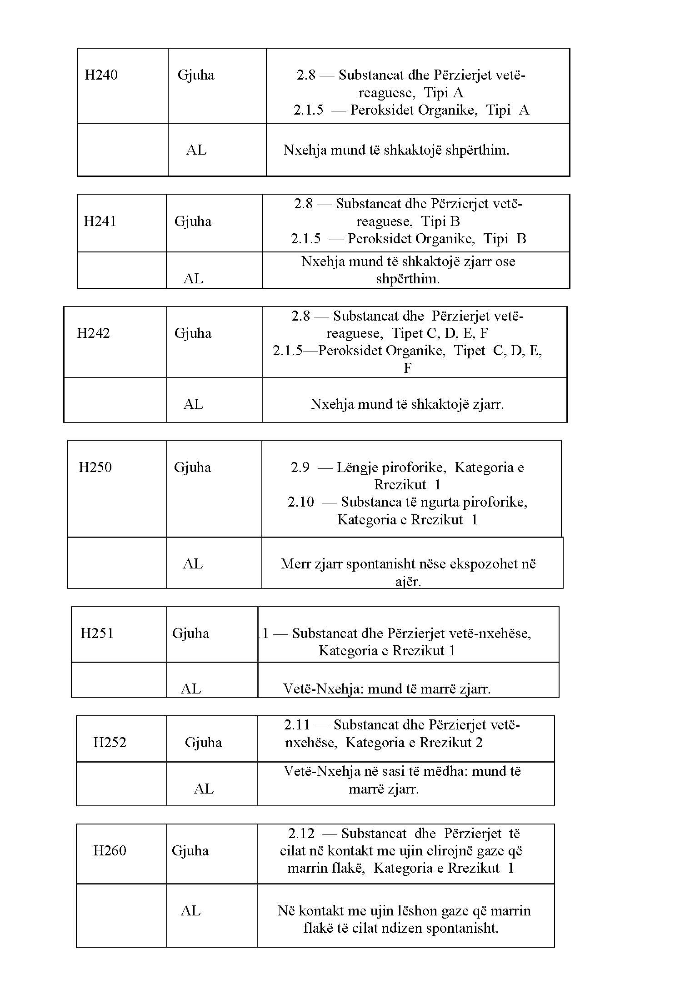 H240 Gjuha 2.8 — Substancat dhe Përzierjet vetë-
reaguese, Tipi A
2.1.5 — Peroksidet Organike, Tipi A
AL Nxehja mund të shkaktojë shpërthim.
2.8 — Substancat dhe Përzierjet vetë-
H241 Gjuha reaguese, Tipi B
2.1.5 — Peroksidet Organike, Tipi B
Nxehja mund të shkaktojë zjarr ose
AL shpërthim.
2.8 — Substancat dhe Përzierjet vetë-
H242 Gjuha reaguese, Tipet C, D, E, F
2.1.5—Peroksidet Organike, Tipet C, D, E,
F
AL Nxehja mund të shkaktojë zjarr.
H250 Gjuha 2.9 — Lëngje piroforike, Kategoria e
Rrezikut 1
2.10 — Substanca të ngurta piroforike,
Kategoria e Rrezikut 1
AL Merr zjarr spontanisht nëse ekspozohet në
ajër.
H251 Gjuha .1 — Substancat dhe Përzierjet vetë-nxehëse,
Kategoria e Rrezikut 1
AL Vetë-Nxehja: mund të marrë zjarr.
2.11 — Substancat dhe Përzierjet vetë-
H252 Gjuha nxehëse, Kategoria e Rrezikut 2
Vetë-Nxehja në sasi të mëdha: mund të
AL marrë zjarr.
2.12 — Substancat dhe Përzierjet të
H260 Gjuha cilat në kontakt me ujin clirojnë gaze që
marrin flakë, Kategoria e Rrezikut 1
AL Në kontakt me ujin lëshon gaze që marrin
flakë të cilat ndizen spontanisht.